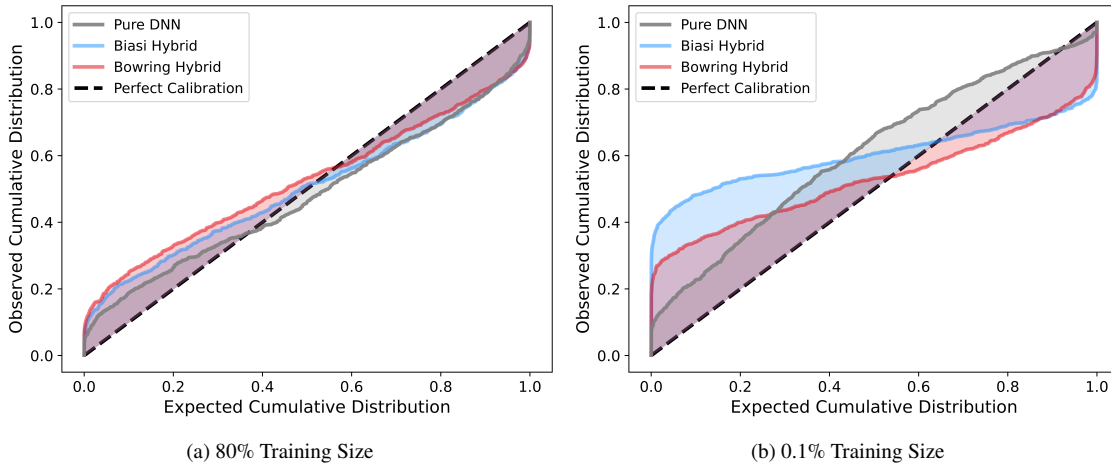 Pure DNN
Biasi Hybrid
Bowring Hybrid
Perfect Calibration
Observed Cumulative Distribution
1.0
0.8
0.6
0.4
0.2
0.0
0.0 0.2 0.4 0.6 0.8 1.0
Expected Cumulative Distribution
(a) 80% Training Size
Pure DNN
Biasi Hybrid
Bowring Hybrid
Perfect Calibration
Observed Cumulative Distribution
1.0
0.8
0.6
0.4
0.2
0.0
0.0 0.2 0.4 0.6 0.8 1.0
Expected Cumulative Distribution
(b) 0.1% Training Size